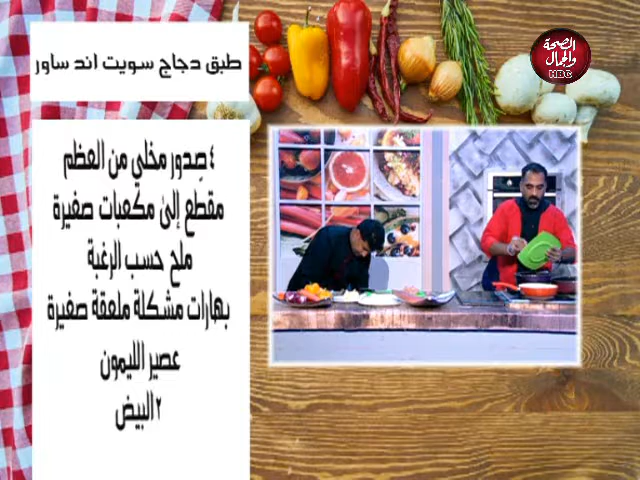 طبق دجاج سويت اند ساور
الصحة
والجمال
HBC
٤ صدور مخلي من العظم
مقطع إلى مكعبات صغيرة
ملح حسب الرغبة
بهارات مشكلة ملعقة صغيرة
عصير الليمون
٢ البيض